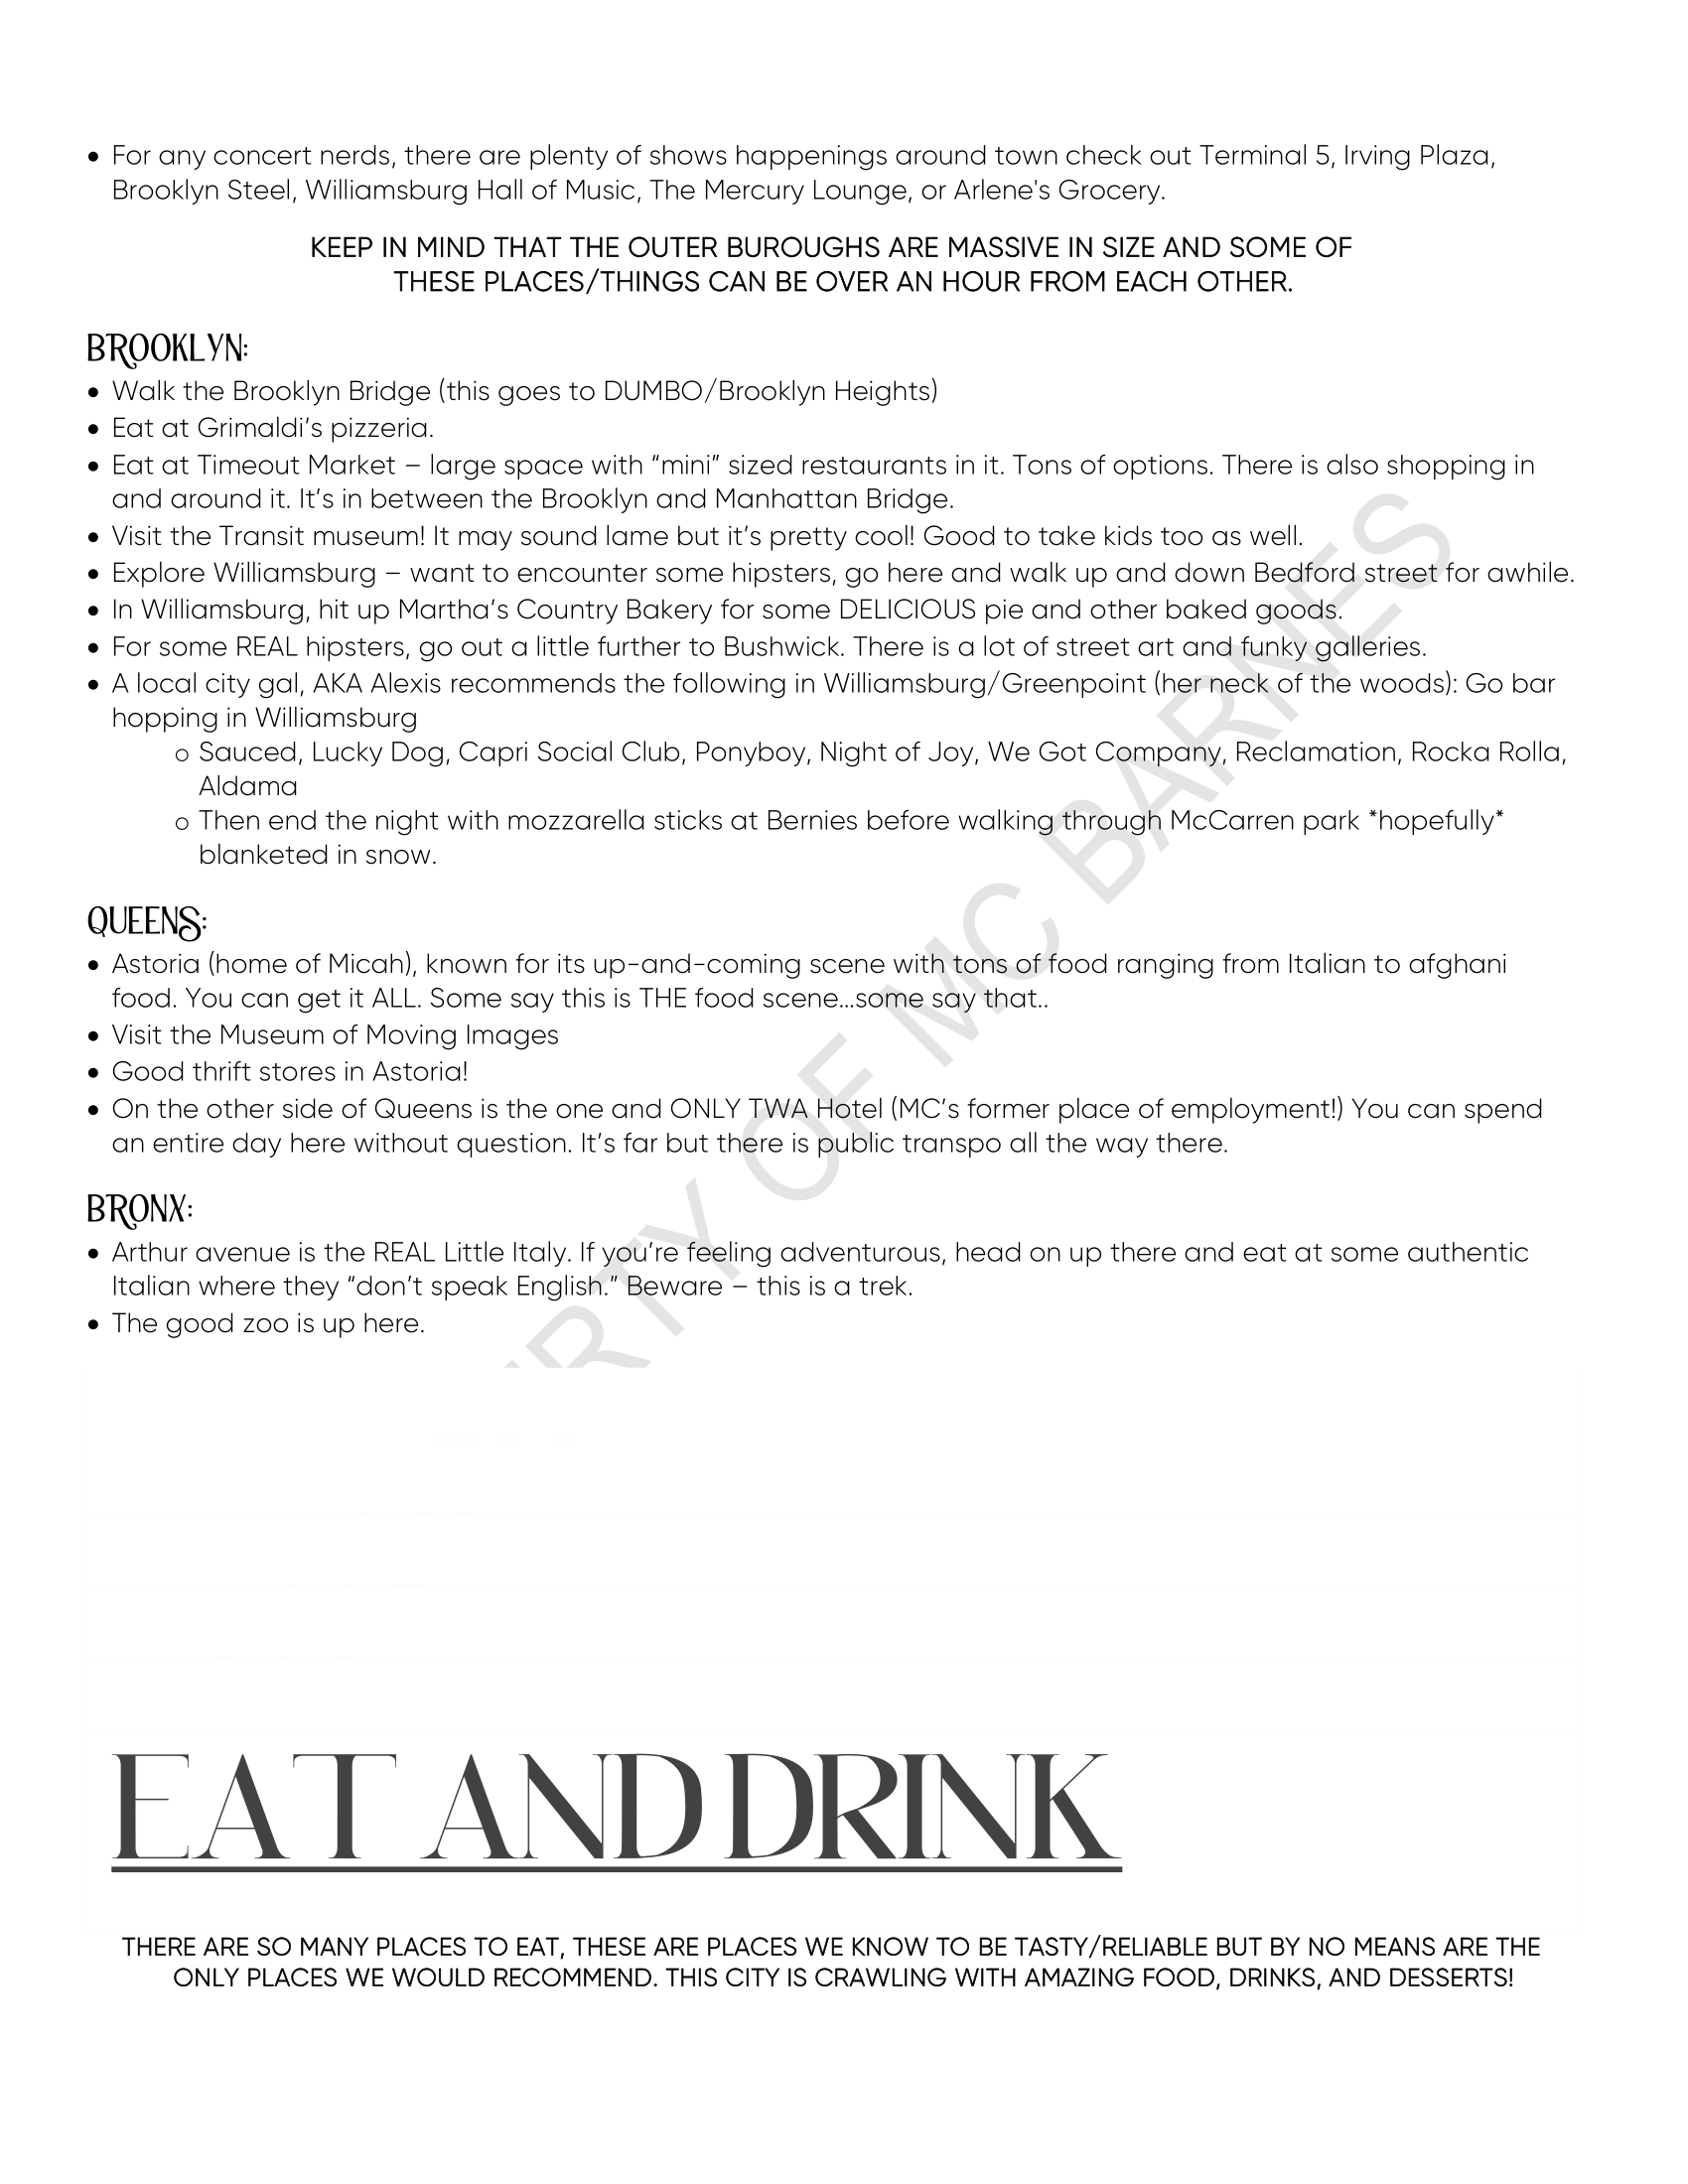 • For any concert nerds, there are plenty of shows happenings around town check out Terminal 5, Irving Plaza,
Brooklyn Steel, Williamsburg Hall of Music, The Mercury Lounge, or Arlene's Grocery.
KEEP IN MIND THAT THE OUTER BUROUGHS ARE MASSIVE IN SIZE AND SOME OF
THESE PLACES/THINGS CAN BE OVER AN HOUR FROM EACH OTHER.
BROOKLYN:
• Walk the Brooklyn Bridge (this goes to DUMBO/Brooklyn Heights)
• Eat at Grimaldi’s pizzeria.
• Eat at Timeout Market – large space with “mini” sized restaurants in it. Tons of options. There is also shopping in
and around it. It’s in between the Brooklyn and Manhattan Bridge.
• Visit the Transit museum! It may sound lame but it’s pretty cool! Good to take kids too as well.
• Explore Williamsburg – want to encounter some hipsters, go here and walk up and down Bedford street for awhile.
• In Williamsburg, hit up Martha’s Country Bakery for some DELICIOUS pie and other baked goods.
• For some REAL hipsters, go out a little further to Bushwick. There is a lot of street art and funky galleries.
• A local city gal, AKA Alexis recommends the following in Williamsburg/Greenpoint (her neck of the woods): Go bar
hopping in Williamsburg
o Sauced, Lucky Dog, Capri Social Club, Ponyboy, Night of Joy, We Got Company, Reclamation, Rocka Rolla,
Aldama
o Then end the night with mozzarella sticks at Bernies before walking through McCarren park *hopefully*
blanketed in snow.
QUEENS:
• Astoria (home of Micah), known for its up-and-coming scene with tons of food ranging from Italian to afghani
food. You can get it ALL. Some say this is THE food scene...some say that..
• Visit the Museum of Moving Images
• Good thrift stores in Astoria!
• On the other side of Queens is the one and ONLY TWA Hotel (MC’s former place of employment!) You can spend
an entire day here without question. It’s far but there is public transpo all the way there.
BRONX:
• Arthur avenue is the REAL Little Italy. If you’re feeling adventurous, head on up there and eat at some authentic
Italian where they “don’t speak English.” Beware – this is a trek.
• The good zoo is up here.
RTY OF MC BARNES
EAT AND DRINK
THERE ARE SO MANY PLACES TO EAT, THESE ARE PLACES WE KNOW TO BE TASTY/RELIABLE BUT BY NO MEANS ARE THE
ONLY PLACES WE WOULD RECOMMEND. THIS CITY IS CRAWLING WITH AMAZING FOOD, DRINKS, AND DESSERTS!